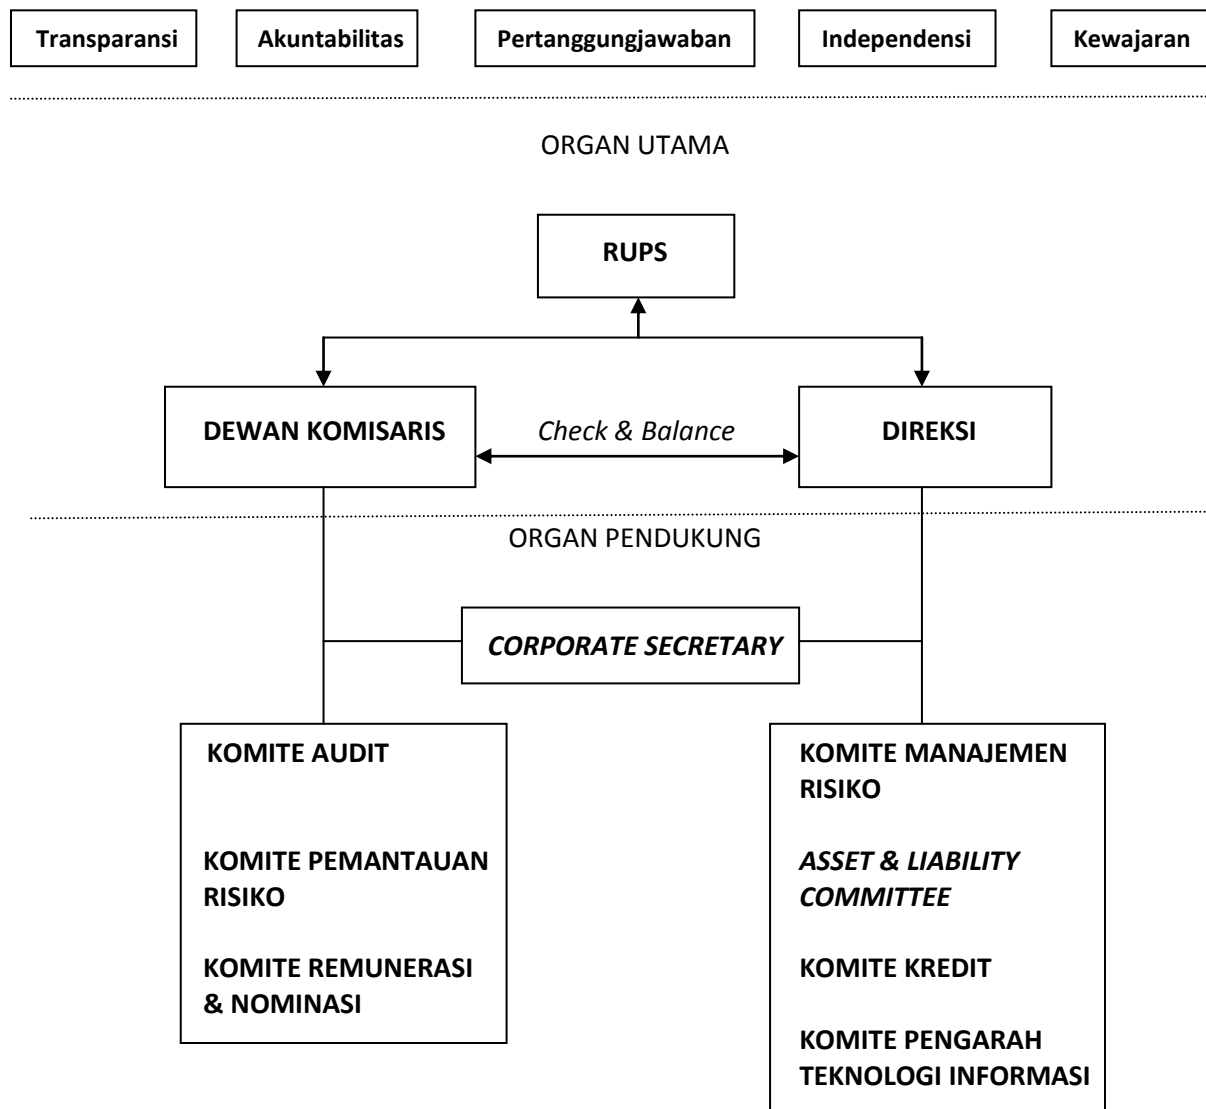 Transparansi
Akuntabilitas
Pertanggungjawaban
Independensi
Kewajaran
ORGAN UTAMA
RUPS
DEWAN KOMISARIS
Check & Balance
DIREKSI
ORGAN PENDUKUNG
CORPORATE SECRETARY
KOMITE AUDIT
KOMITE PEMANTAUAN
RISIKO
KOMITE REMUNERASI
& NOMINASI
KOMITE MANAJEMEN
RISIKO
ASSET & LIABILITY
COMMITTEE
KOMITE KREDIT
KOMITE PENGARAH
TEKNOLOGI INFORMASI